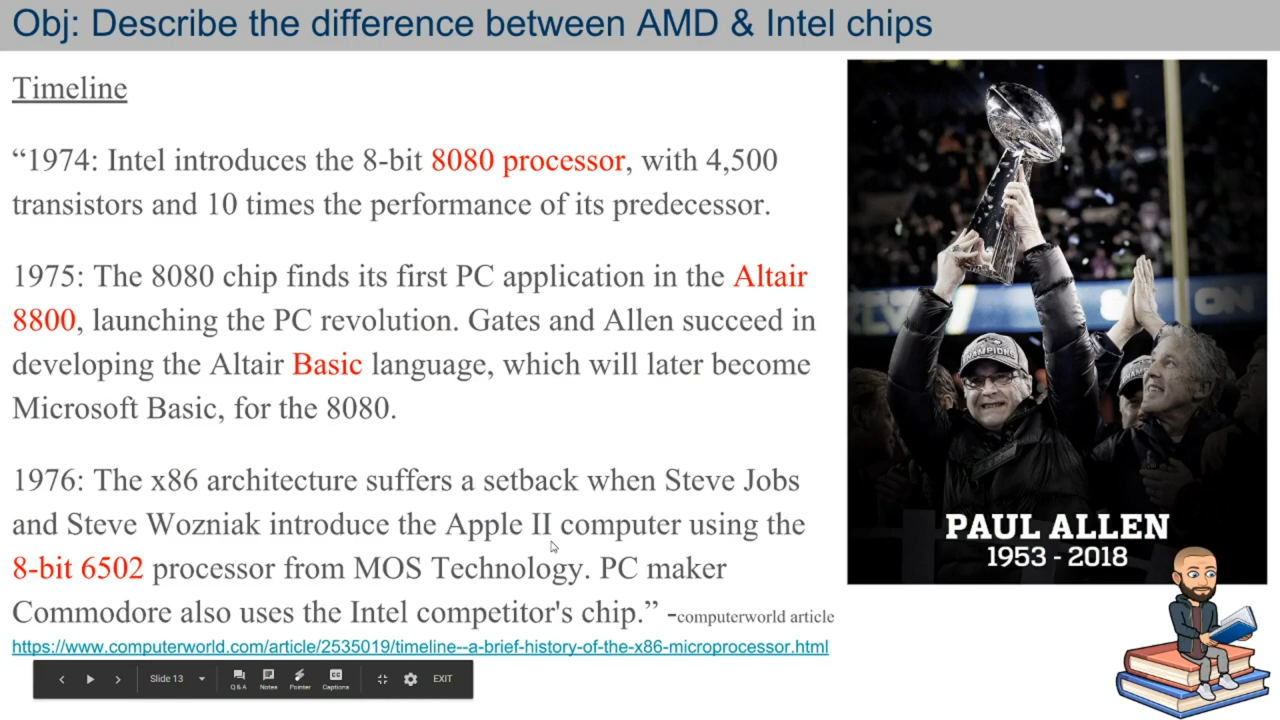 Obj: Describe the difference between AMD & Intel chips
Timeline
“1974: Intel introduces the 8-bit 8080 processor, with 4,500
transistors and 10 times the performance of its predecessor.
1975: The 8080 chip finds its first PC application in the Altair
8800, launching the PC revolution. Gates and Allen succeed in
developing the Altair Basic language, which will later become
Microsoft Basic, for the 8080.
1976: The x86 architecture suffers a setback when Steve Jobs
and Steve Wozniak introduce the Apple II computer using the
8-bit 6502 processor from MOS Technology. PC maker
Commodore also uses the Intel competitor's chip.” -computerworld article
https://www.computerworld.com/article/2535019/timeline--a-brief-history-of-the-x86-microprocessor.html
XLV
ON
CHAMPIONS
PAUL ALLEN
1953 - 2018
Slide 13
Q&A
Notes
Pointer
Captions
EXIT